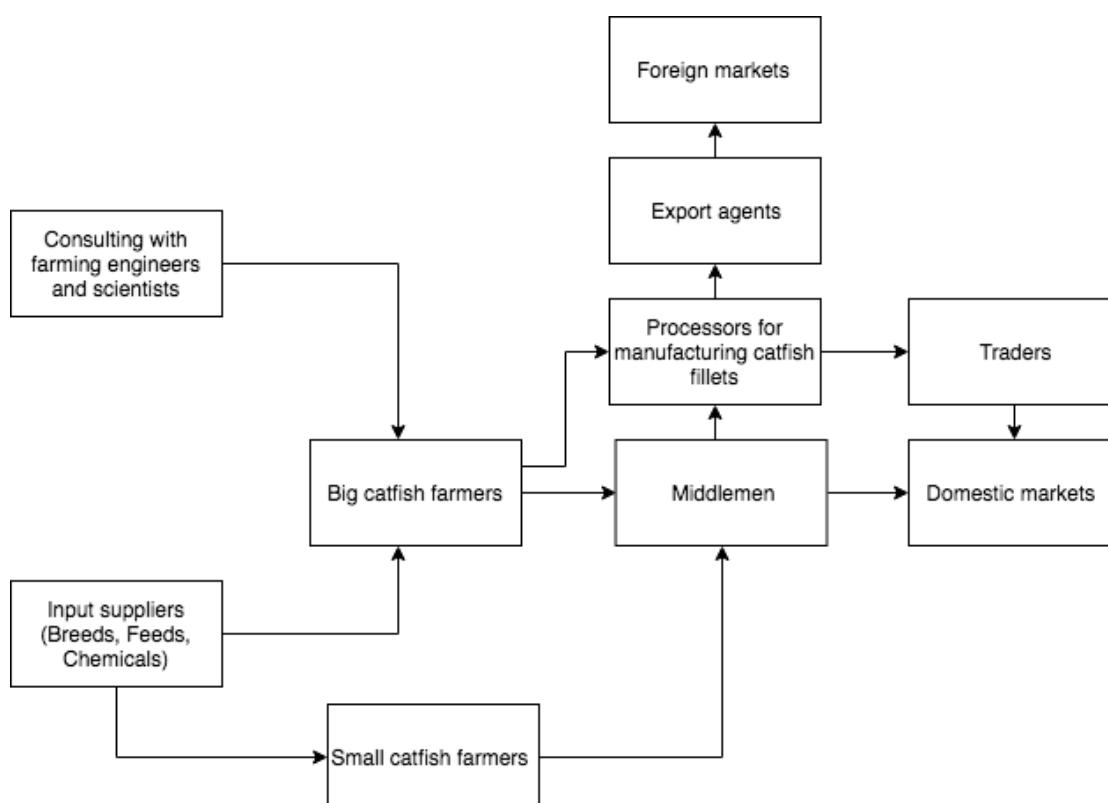 Foreign markets
Export agents
Consulting with
farming engineers
and scientists
Processors for
manufacturing catfish
fillets
Traders
Big catfish farmers
Middlemen
Domestic markets
Input suppliers
(Breeds, Feeds,
Chemicals)
Small catfish farmers